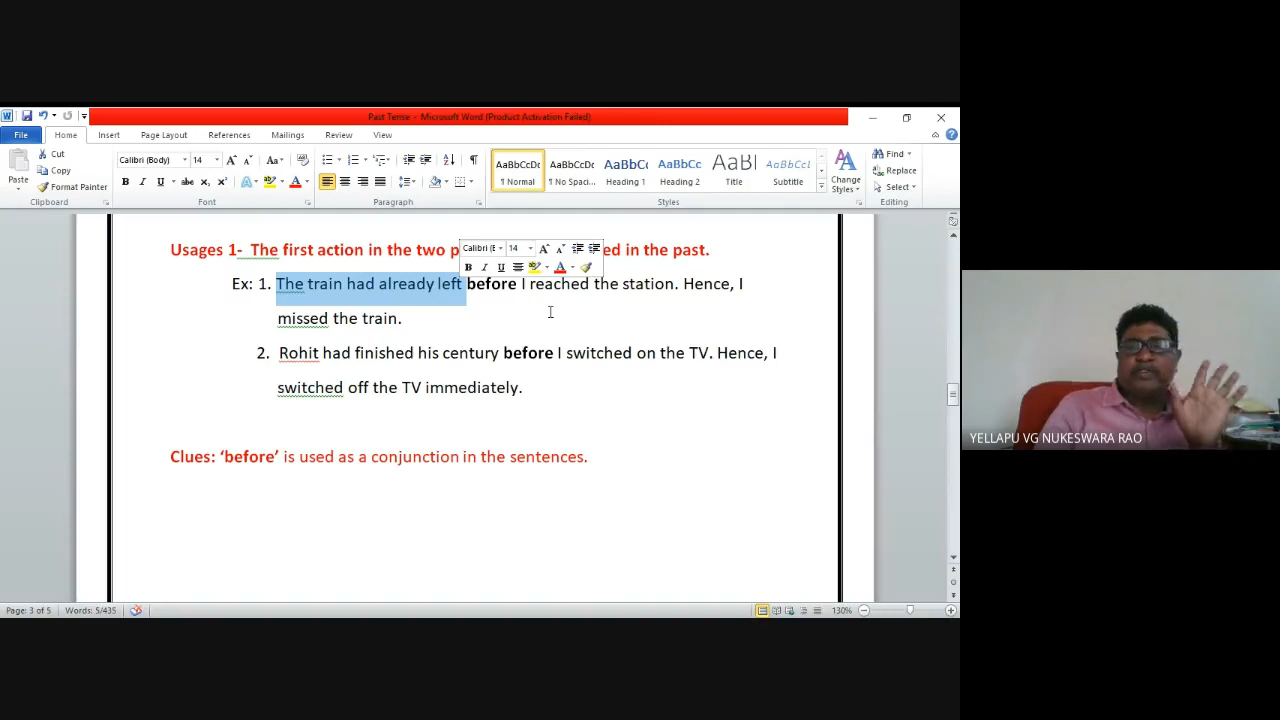 Past Tense - Microsoft Word (Product Activation Failed)
File Home Insert Page Layout References Mailings Review View
Cut
Copy
Format Painter
Paste
Clipboard
Calibri (Body) 14
Font
Paragraph
AaBbCcDc AaBbCcDc AaBbCc AaBbCc AaBl AaBbCcl
¶ Normal ¶ No Spaci... Heading 1 Heading 2 Title Subtitle
Change Styles
Styles
Find
Replace
Select
Editing
Usages 1- The first action in the two p ed in the past.
Calibri (E 14
Ex: 1. The train had already left before I reached the station. Hence, I
missed the train.
2. Rohit had finished his century before I switched on the TV. Hence, I
switched off the TV immediately.
Clues: ‘before’ is used as a conjunction in the sentences.
Page: 3 of 5 Words: 5/435 130%
YELLAPU VG NUKESWARA RAO